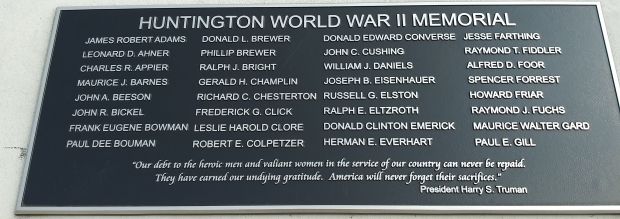 HUNTINGTON WORLD WAR II MEMORIAL
JAMES ROBERT ADAMS DONALD L. BREWER DONALD EDWARD CONVERSE JESSE FARTHING
LEONARD D. AHNER PHILLIP BREWER JOHN C. CUSHING RAYMOND T. FIDDLER
CHARLES R. APPIER RALPH J. BRIGHT WILLIAM J. DANIELS ALFRED D. FOOR
MAURICE J. BARNES GERALD H. CHAMPLIN JOSEPH B. EISENHAUER SPENCER FORREST
JOHN A. BEESON RICHARD C. CHESTERTON RUSSELL G. ELSTON HOWARD FRIAR
JOHN R. BICKEL FREDERICK G. CLICK RALPH E. ELTZROTH RAYMOND J. FUCHS
FRANK EUGENE BOWMAN LESLIE HAROLD CLORE DONALD CLINTON EMERICK MAURICE WALTER GARD
PAUL DEE BOUMAN ROBERT E. COLPETZER HERMAN E. EVERHART PAUL E. GILL
"Our debt to the heroic men and valiant women in the service of our country can never be repaid.
They have earned our undying gratitude. America will never forget their sacrifices."
President Harry S. Truman